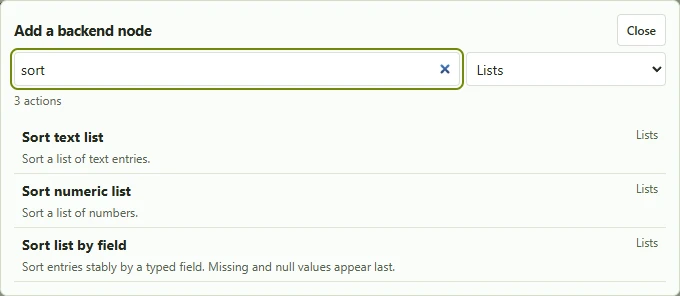 Add a backend node
Close
sort
Lists
3 actions
Sort text list
Lists
Sort a list of text entries.
Sort numeric list
Lists
Sort a list of numbers.
Sort list by field
Lists
Sort entries stably by a typed field. Missing and null values appear last.